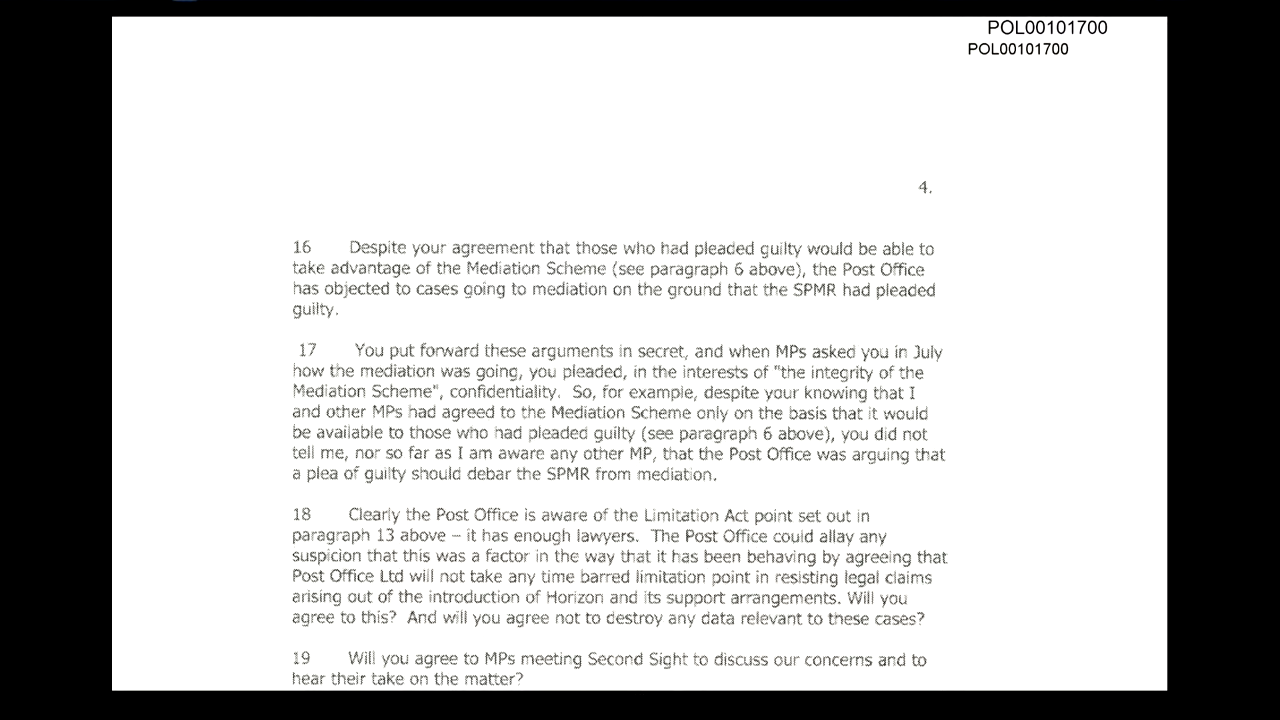 POL00101700
POL00101700
4.
16 Despite your agreement that those who had pleaded guilty would be able to
take advantage of the Mediation Scheme (see paragraph 6 above), the Post Office
has objected to cases going to mediation on the ground that the SPMR had pleaded
guilty.
17 You put forward these arguments in secret, and when MPs asked you in July
how the mediation was going, you pleaded, in the interests of "the integrity of the
Mediation Scheme", confidentiality. So, for example, despite your knowing that I
and other MPs had agreed to the Mediation Scheme only on the basis that it would
be available to those who had pleaded guilty (see paragraph 6 above), you did not
tell me, nor so far as I am aware any other MP, that the Post Office was arguing that
a plea of guilty should debar the SPMR from mediation.
18 Clearly the Post Office is aware of the Limitation Act point set out in
paragraph 13 above – it has enough lawyers. The Post Office could allay any
suspicion that this was a factor in the way that it has been behaving by agreeing that
Post Office Ltd will not take any time barred limitation point in resisting legal claims
arising out of the introduction of Horizon and its support arrangements. Will you
agree to this? And will you agree not to destroy any data relevant to these cases?
19 Will you agree to MPs meeting Second Sight to discuss our concerns and to
hear their take on the matter?